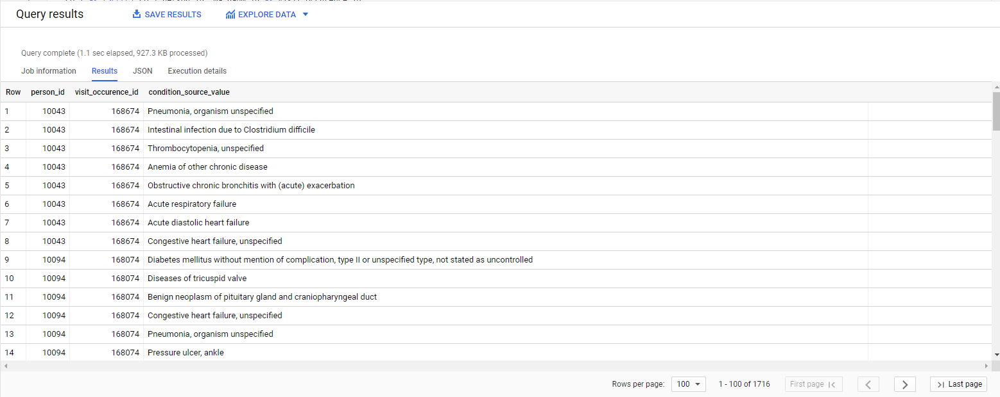 Query results SAVE RESULTS EXPLORE DATA
Query complete (1.1 sec elapsed, 927.3 KB processed)
Job information Results JSON Execution details
Row person_id visit_occurence_id condition_source_value
1 10043 168674 Pneumonia, organism unspecified
2 10043 168674 Intestinal infection due to Clostridium difficile
3 10043 168674 Thrombocytopenia, unspecified
4 10043 168674 Anemia of other chronic disease
5 10043 168674 Obstructive chronic bronchitis with (acute) exacerbation
6 10043 168674 Acute respiratory failure
7 10043 168674 Acute diastolic heart failure
8 10043 168674 Congestive heart failure, unspecified
9 10094 168074 Diabetes mellitus without mention of complication, type II or unspecified type, not stated as uncontrolled
10 10094 168074 Diseases of tricuspid valve
11 10094 168074 Benign neoplasm of pituitary gland and craniopharyngeal duct
12 10094 168074 Congestive heart failure, unspecified
13 10094 168074 Pneumonia, organism unspecified
14 10094 168074 Pressure ulcer, ankle
Rows per page: 100 1 - 100 of 1716 First page Last page